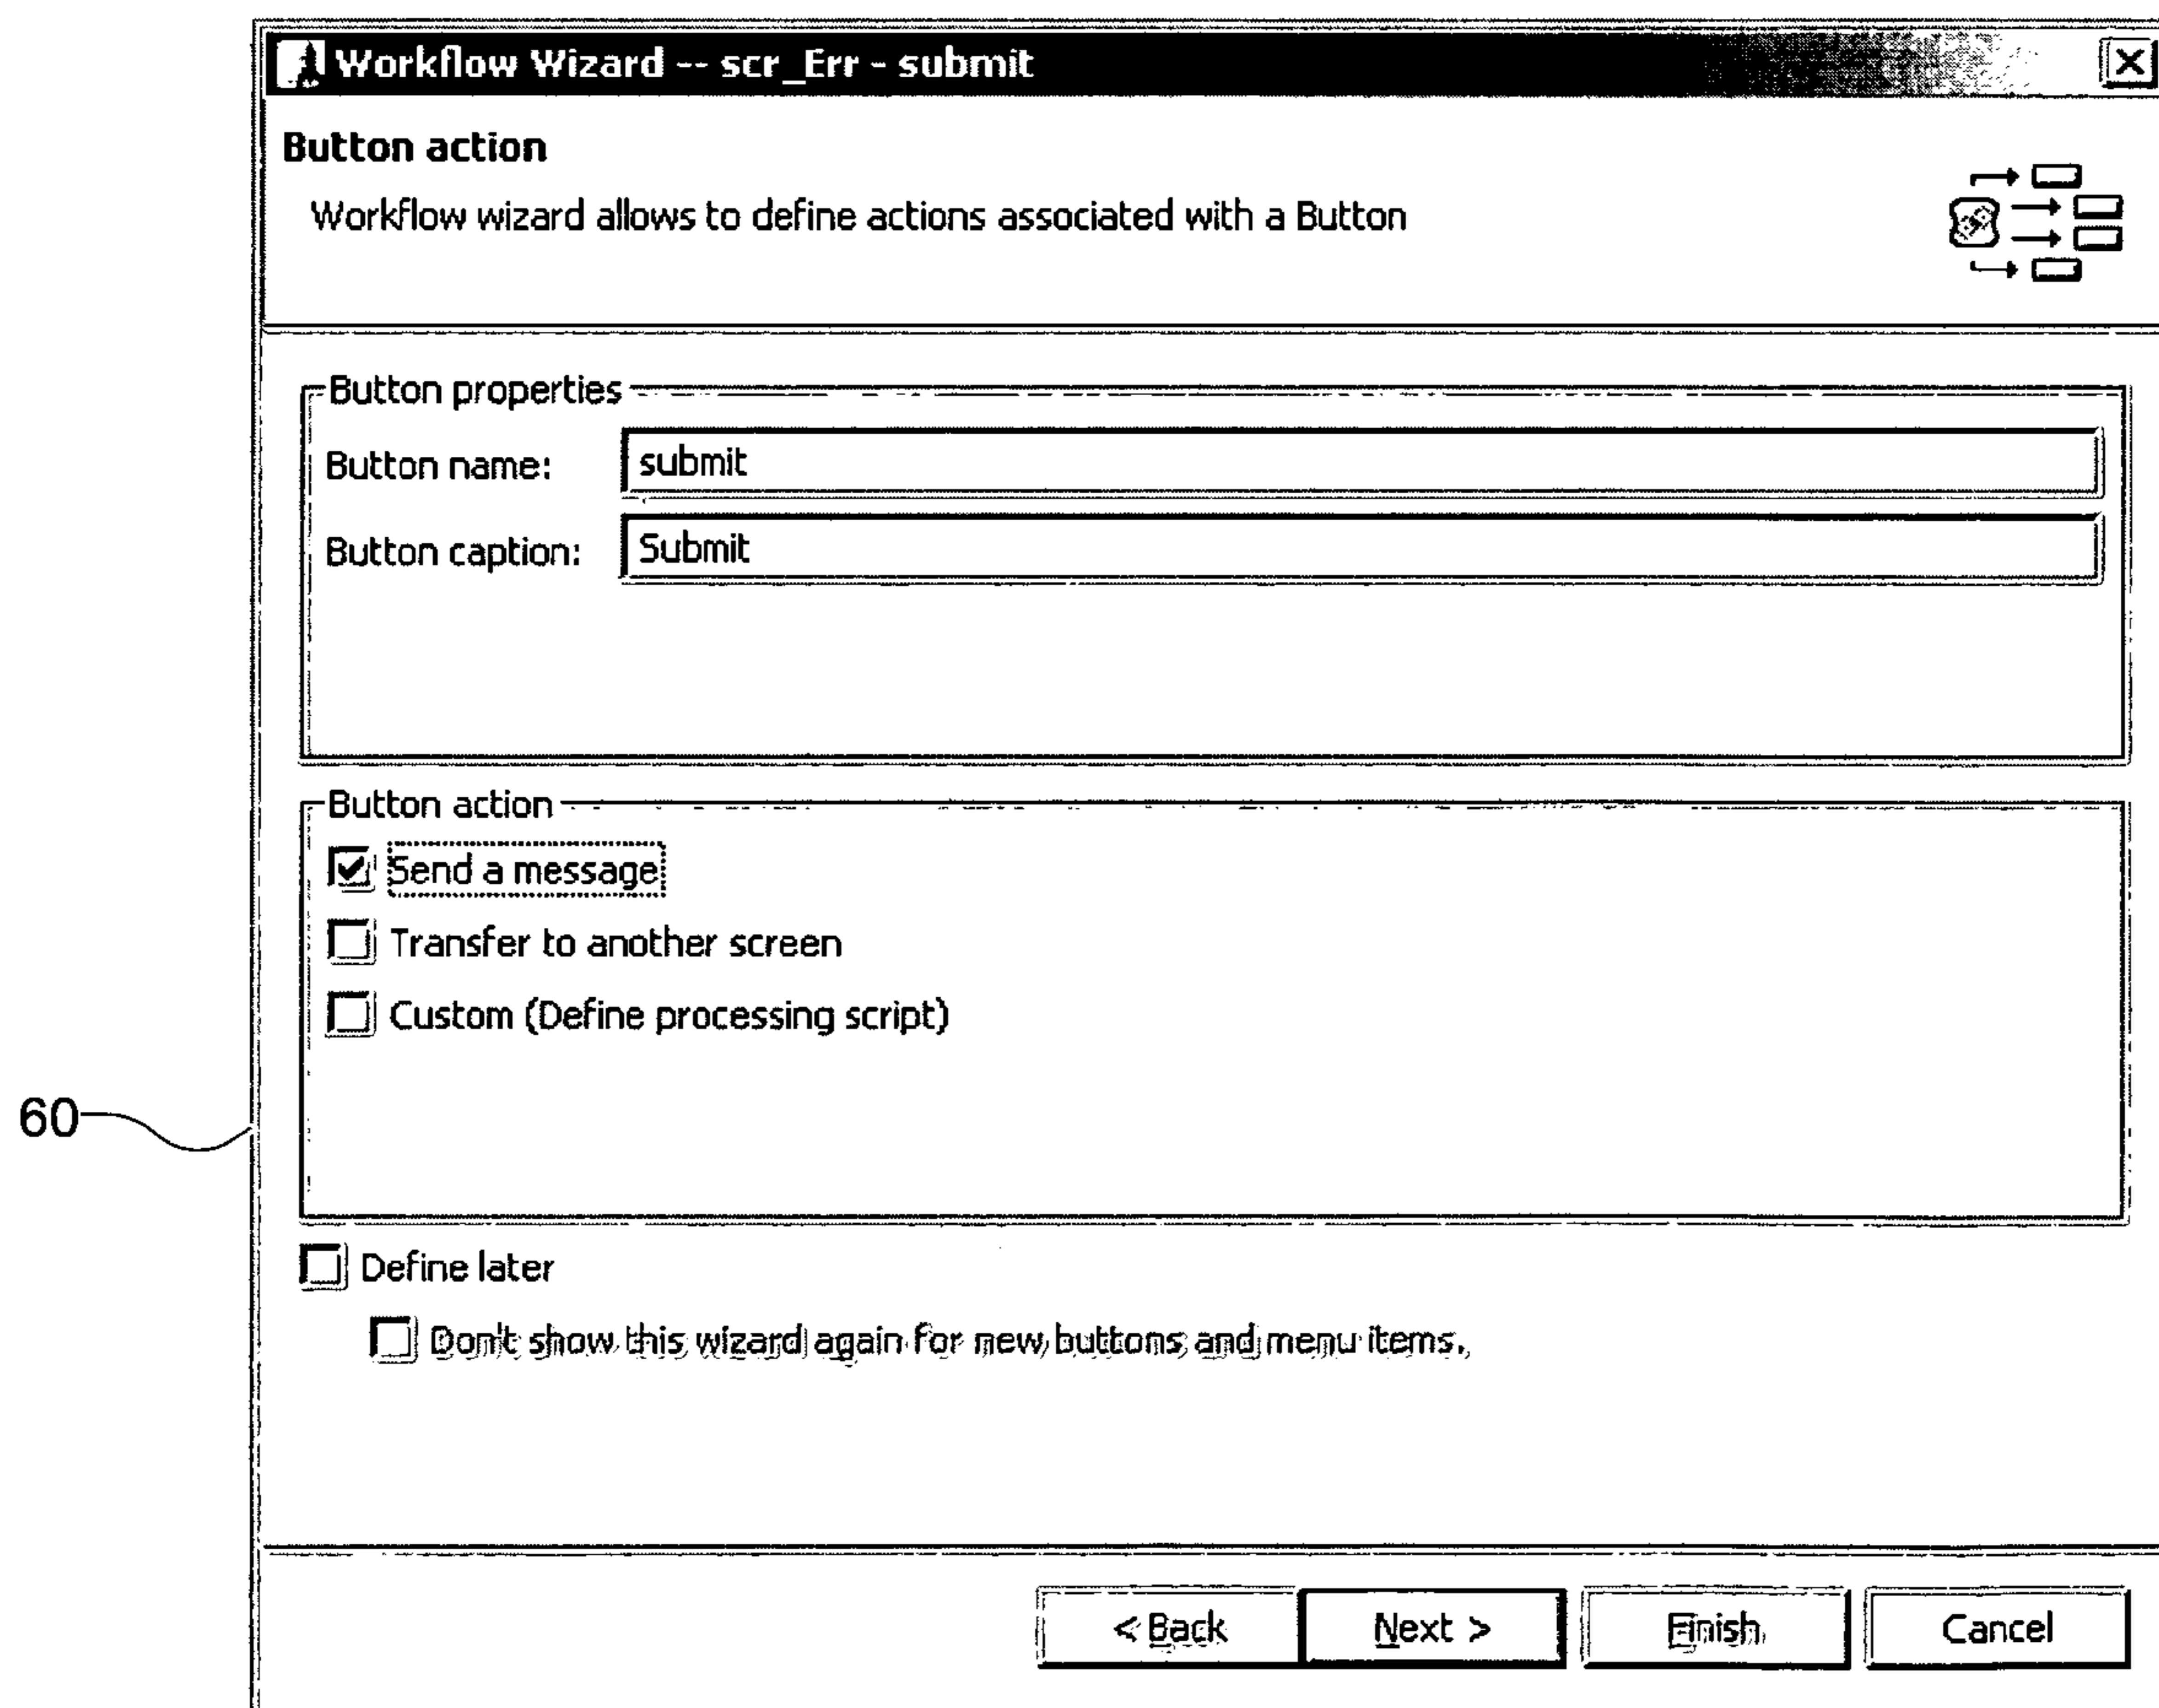 Workflow Wizard -- scr_Err - submit
Button action
Workflow wizard allows to define actions associated with a Button
Button properties
Button name: submit
Button caption: Submit
Button action
Send a message
Transfer to another screen
Custom (Define processing script)
60
Define later
Don't show this wizard again for new buttons and menu items.
< Back Next > Finish Cancel